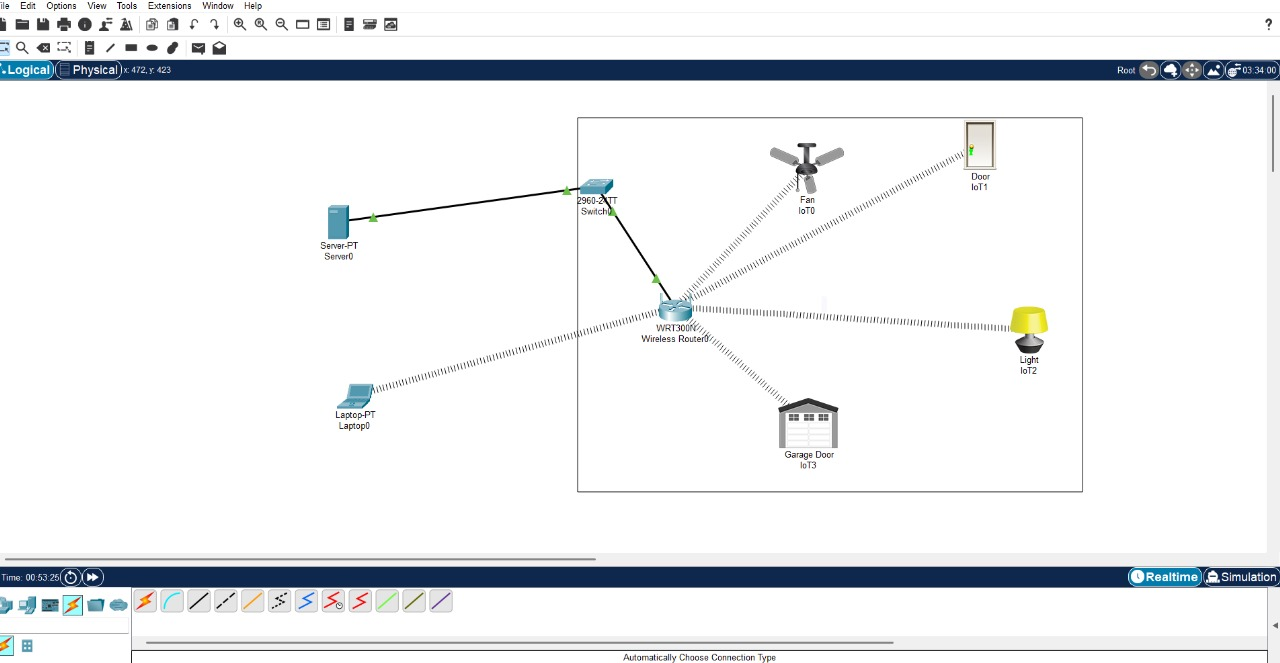 ile Edit Options View Tools Extensions Window Help
?
Logical Physical x: 472, y: 423 Root 03:34:00
Door
IoT1
Fan
IoT0
2960-24TT
Switch0
Server-PT
Server0
WRT300N
Wireless Router0
Light
IoT2
Laptop-PT
Laptop0
Garage Door
IoT3
Time: 00:53:25 Realtime Simulation
Automatically Choose Connection Type